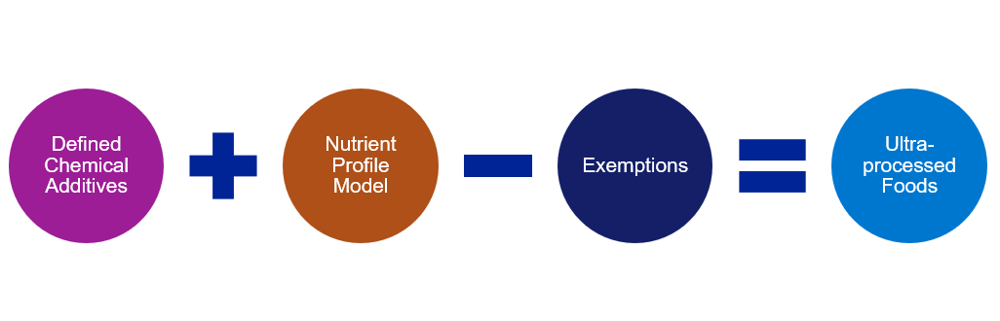 Defined
Chemical
Additives
Nutrient
Profile
Model
Exemptions
Ultra-
processed
Foods